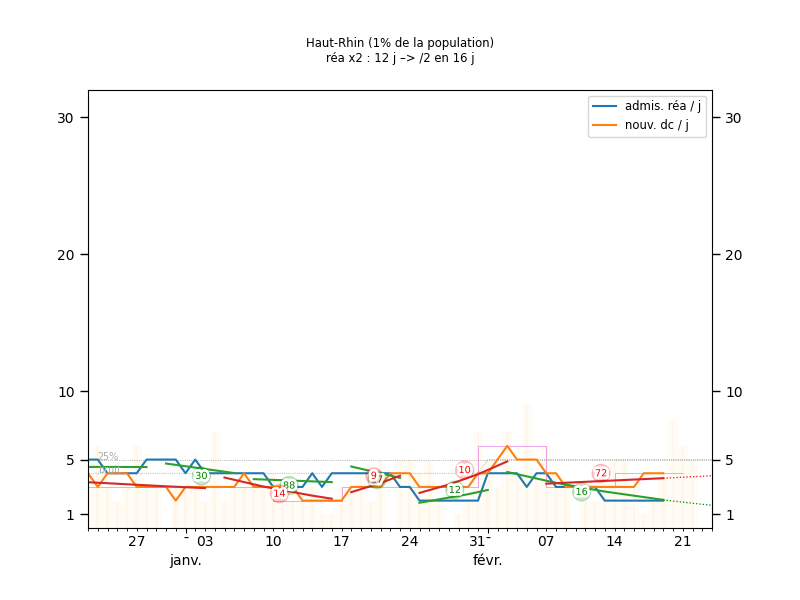 Haut-Rhin (1% de la population)
réa x2 : 12 j –> /2 en 16 j
admis. réa / j
nouv. dc / j
30 30
20 20
10 10
5 5
1 1
25%
30
14
88
9
12
10
16
72
27 03 10 17 24 31 07 14 21
janv. févr.